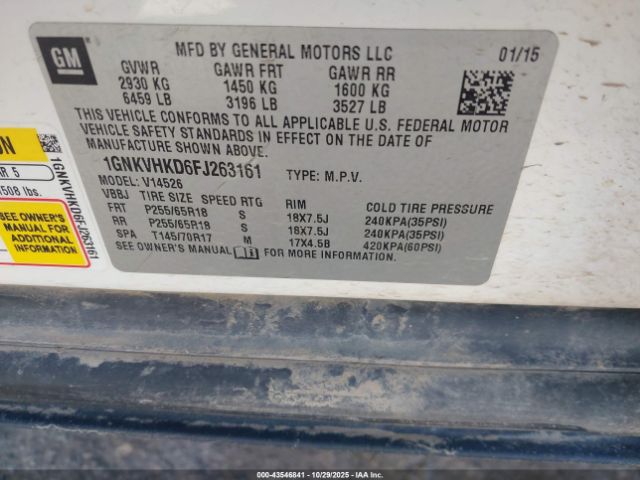 GM
MFD BY GENERAL MOTORS LLC
01/15
GVWR GAWR FRT GAWR RR
2930 KG 1450 KG 1600 KG
6459 LB 3196 LB 3527 LB
THIS VEHICLE CONFORMS TO ALL APPLICABLE U.S. FEDERAL MOTOR
VEHICLE SAFETY STANDARDS IN EFFECT ON THE DATE OF
MANUFACTURE SHOWN ABOVE.
1GNKVHKD6FJ263161 TYPE: M.P.V.
MODEL: V14526
VBBJ TIRE SIZE SPEED RTG RIM COLD TIRE PRESSURE
FRT P255/65R18 S 18X7.5J 240KPA(35PSI)
RR P255/65R18 S 18X7.5J 240KPA(35PSI)
SPA T145/70R17 M 17X4.5B 420KPA(60PSI)
SEE OWNER'S MANUAL FOR MORE INFORMATION.
ON
R 5
508 lbs.
SEE OWNER'S
MANUAL FOR
ADDITIONAL
INFORMATION
1GNKVHKD6FJ263161
000-43546841 - 10/29/2025 - IAA INC.